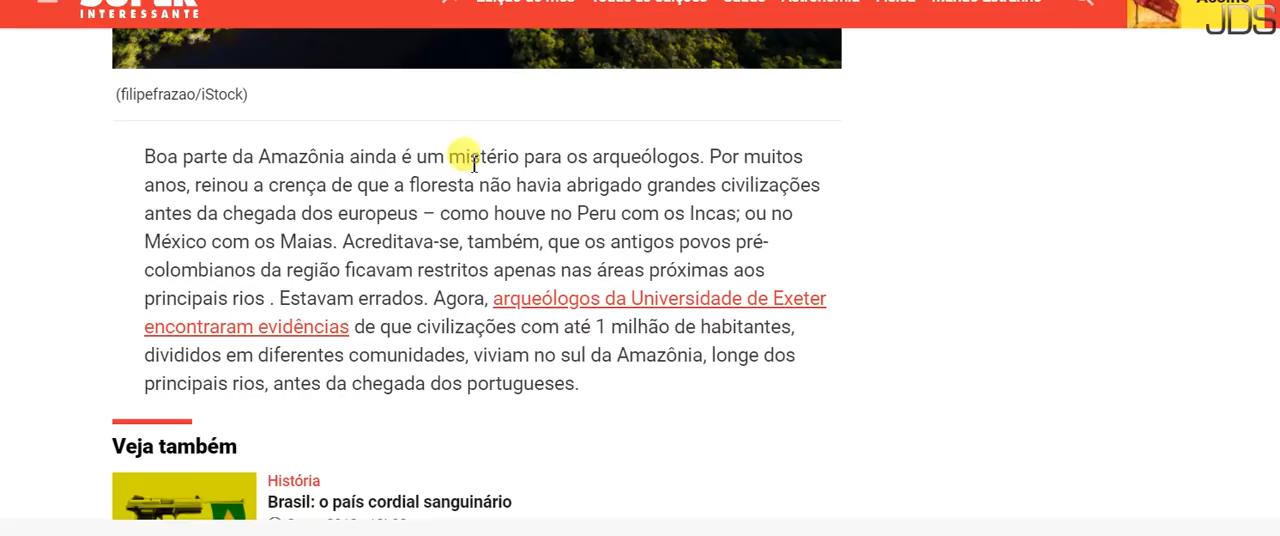 SUPER
INTERESSANTE
JDS
(filipefrazao/iStock)
Boa parte da Amazônia ainda é um mistério para os arqueólogos. Por muitos
anos, reinou a crença de que a floresta não havia abrigado grandes civilizações
antes da chegada dos europeus – como houve no Peru com os Incas; ou no
México com os Maias. Acreditava-se, também, que os antigos povos pré-
colombianos da região ficavam restritos apenas nas áreas próximas aos
principais rios . Estavam errados. Agora, arqueólogos da Universidade de Exeter
encontraram evidências de que civilizações com até 1 milhão de habitantes,
divididos em diferentes comunidades, viviam no sul da Amazônia, longe dos
principais rios, antes da chegada dos portugueses.
Veja também
História
Brasil: o país cordial sanguinário